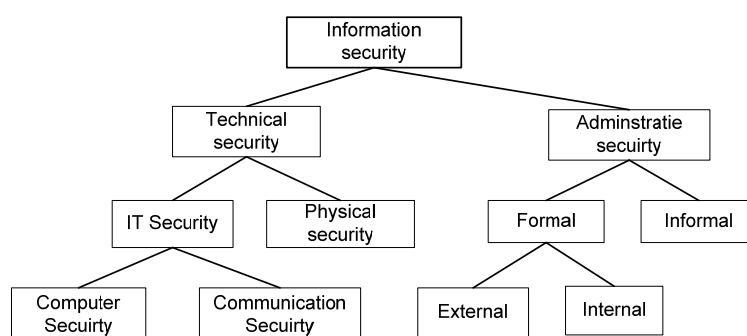 Information
security
Technical
security
Adminstratie
secuirty
IT Security
Physical
security
Formal
Informal
Computer
Secuirty
Communication
Secuirty
External
Internal